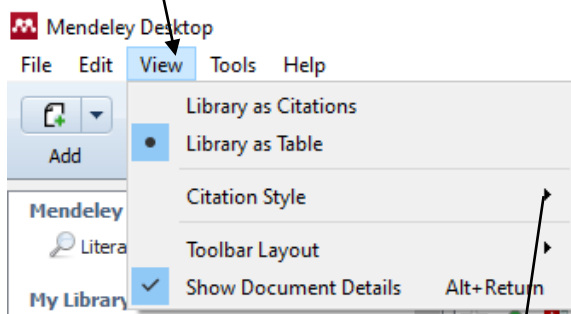 Mendeley Desktop
File Edit View Tools Help
Library as Citations
Library as Table
Add
Citation Style
Mendeley
Litera
Toolbar Layout
Show Document Details Alt+Return
My Library